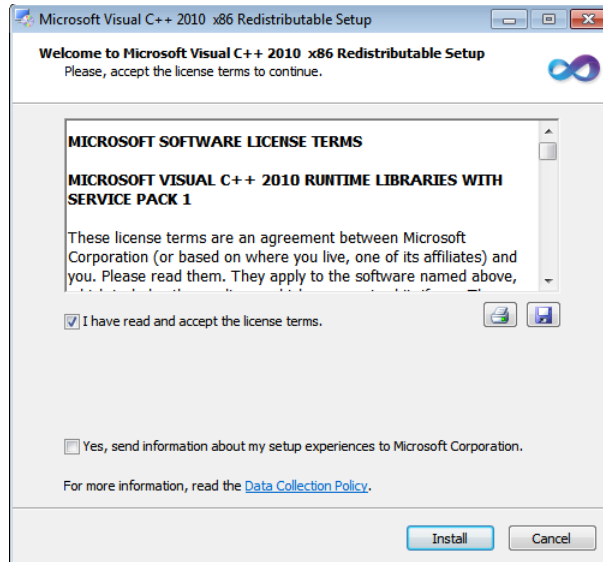 Microsoft Visual C++ 2010  x86 Redistributable Setup
Welcome to Microsoft Visual C++ 2010  x86 Redistributable Setup
Please, accept the license terms to continue.
MICROSOFT SOFTWARE LICENSE TERMS
MICROSOFT VISUAL C++ 2010 RUNTIME LIBRARIES WITH
SERVICE PACK 1
These license terms are an agreement between Microsoft
Corporation (or based on where you live, one of its affiliates) and
you. Please read them. They apply to the software named above,
I have read and accept the license terms.
Yes, send information about my setup experiences to Microsoft Corporation.
For more information, read the Data Collection Policy.
Install Cancel